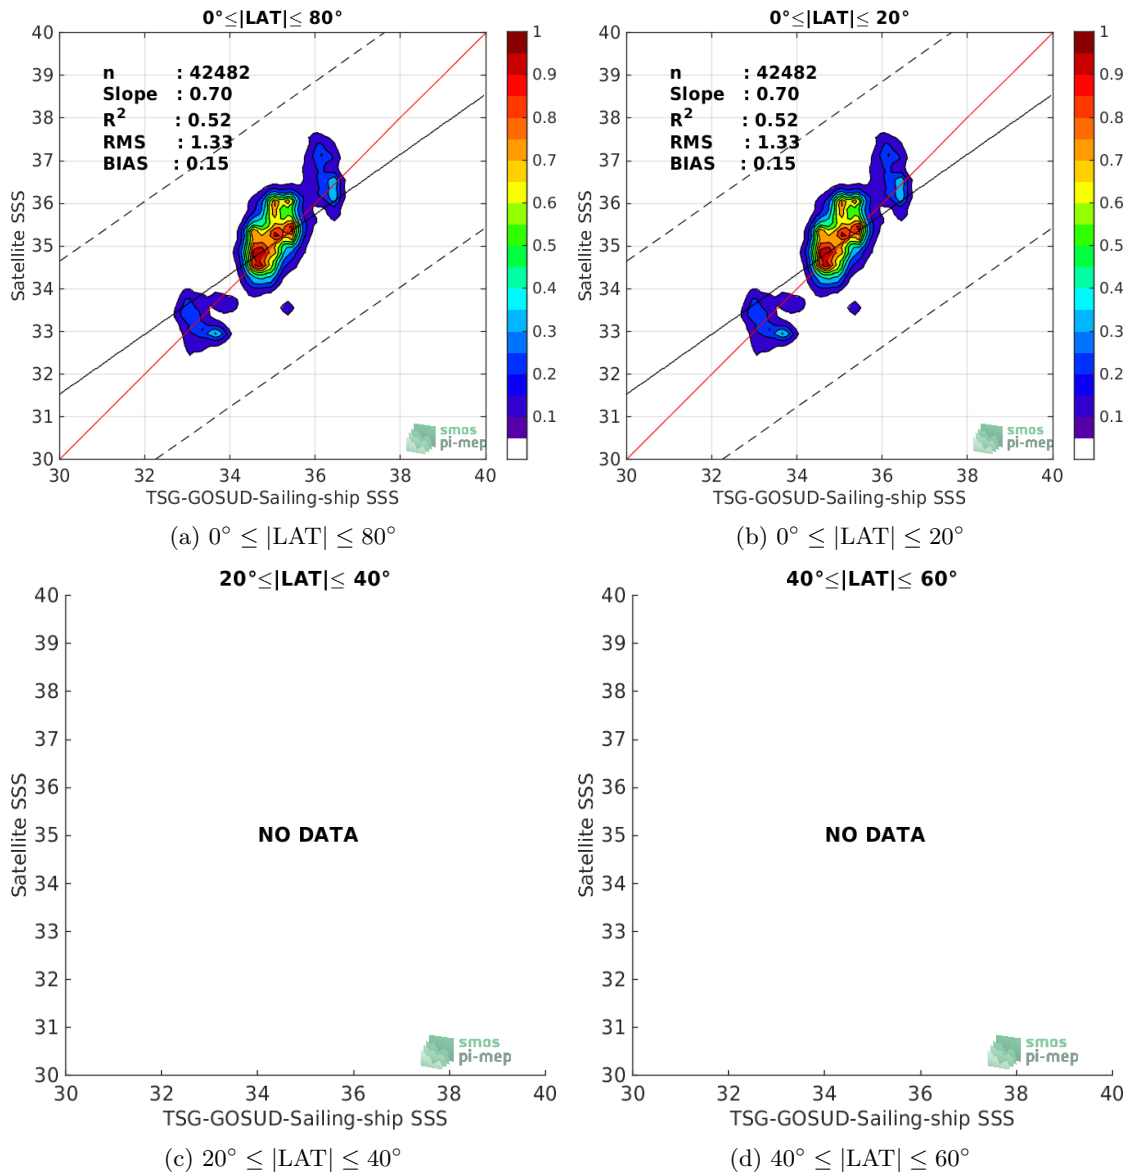 0°≤|LAT|≤ 80°
Satellite SSS
40
39
38
37
36
35
34
33
32
31
30
n : 42482
Slope : 0.70
R² : 0.52
RMS : 1.33
BIAS : 0.15
smos
pi-mep
30 32 34 36 38 40
TSG-GOSUD-Sailing-ship SSS
1
0.9
0.8
0.7
0.6
0.5
0.4
0.3
0.2
0.1
(a) 0° ≤ |LAT| ≤ 80°
0°≤|LAT|≤ 20°
Satellite SSS
40
39
38
37
36
35
34
33
32
31
30
n : 42482
Slope : 0.70
R² : 0.52
RMS : 1.33
BIAS : 0.15
smos
pi-mep
30 32 34 36 38 40
TSG-GOSUD-Sailing-ship SSS
1
0.9
0.8
0.7
0.6
0.5
0.4
0.3
0.2
0.1
(b) 0° ≤ |LAT| ≤ 20°
20°≤|LAT|≤ 40°
Satellite SSS
40
39
38
37
36
35
34
33
32
31
30
NO DATA
smos
pi-mep
30 32 34 36 38 40
TSG-GOSUD-Sailing-ship SSS
(c) 20° ≤ |LAT| ≤ 40°
40°≤|LAT|≤ 60°
Satellite SSS
40
39
38
37
36
35
34
33
32
31
30
NO DATA
smos
pi-mep
30 32 34 36 38 40
TSG-GOSUD-Sailing-ship SSS
(d) 40° ≤ |LAT| ≤ 60°